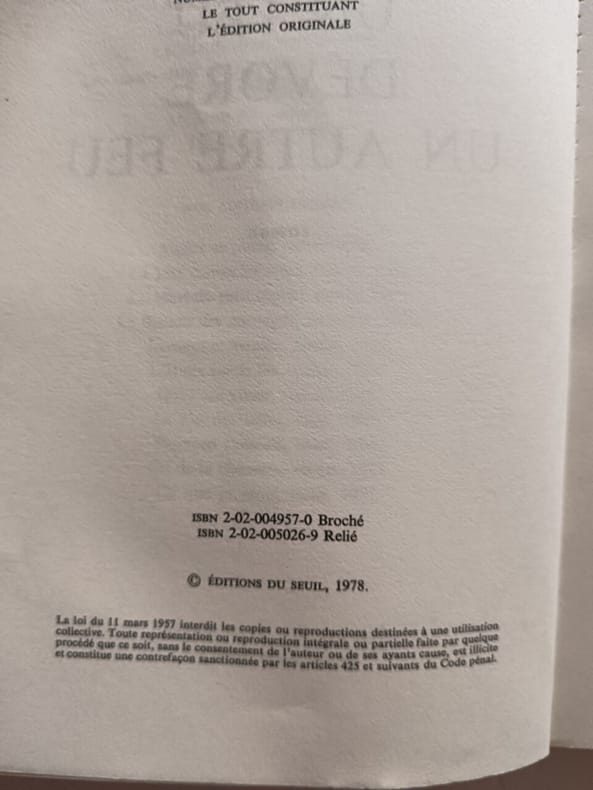 LE TOUT CONSTITUANT
L'ÉDITION ORIGINALE
DÉVORE
UN AUTRE FEU
ISBN 2-02-004957-0 Broché
ISBN 2-02-005026-9 Relié
© ÉDITIONS DU SEUIL, 1978.
La loi du 11 mars 1957 interdit les copies ou reproductions destinées à une utilisation
collective. Toute représentation ou reproduction intégrale ou partielle faite par quelque
procédé que ce soit, sans le consentement de l'auteur ou de ses ayants cause, est illicite
et constitue une contrefaçon sanctionnée par les articles 425 et suivants du Code pénal.